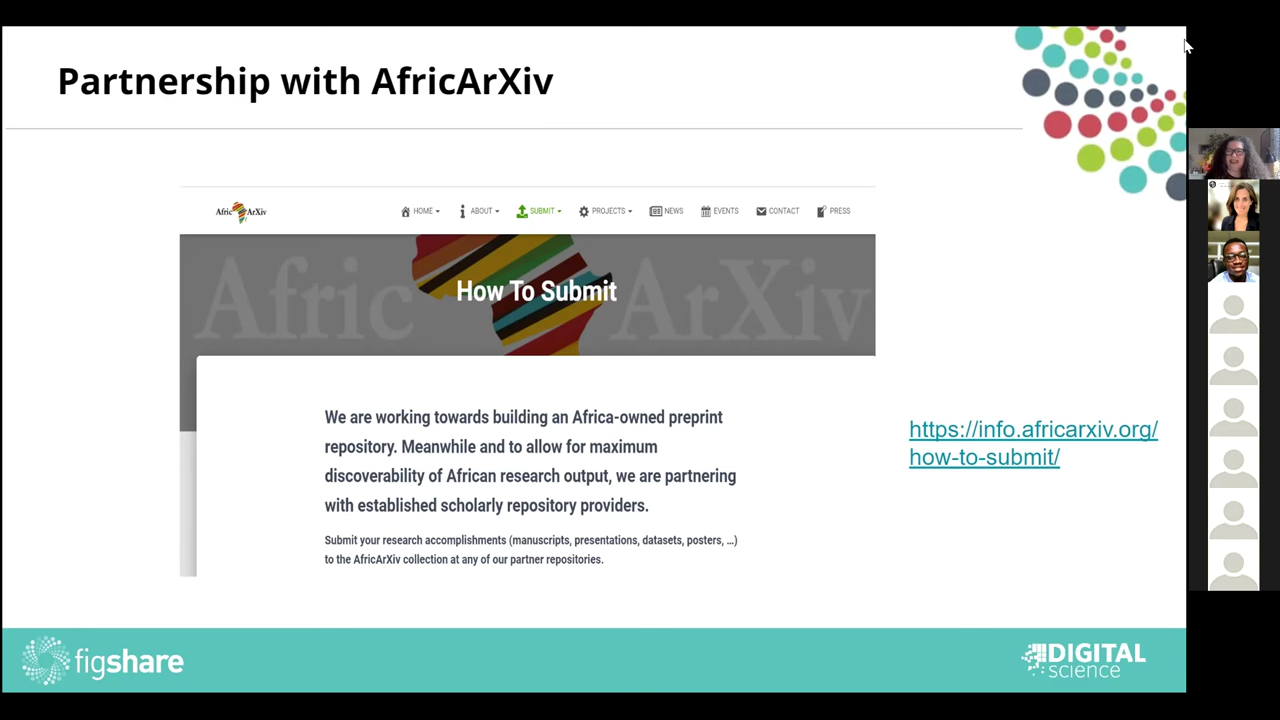 Partnership with AfricArXiv
Afric ArXiv
HOME
ABOUT
SUBMIT
PROJECTS
NEWS
EVENTS
CONTACT
PRESS
Afric ArXiv
How To Submit
We are working towards building an Africa-owned preprint
repository. Meanwhile and to allow for maximum
discoverability of African research output, we are partnering
with established scholarly repository providers.
Submit your research accomplishments (manuscripts, presentations, datasets, posters, …)
to the AfricArXiv collection at any of our partner repositories.
https://info.africarxiv.org/
how-to-submit/
figshare
DIGITAL
science